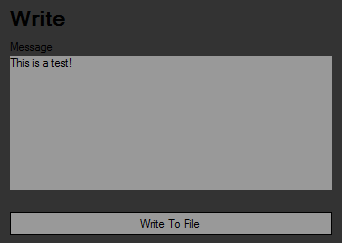 Write
Message
This is a test!
Write To File